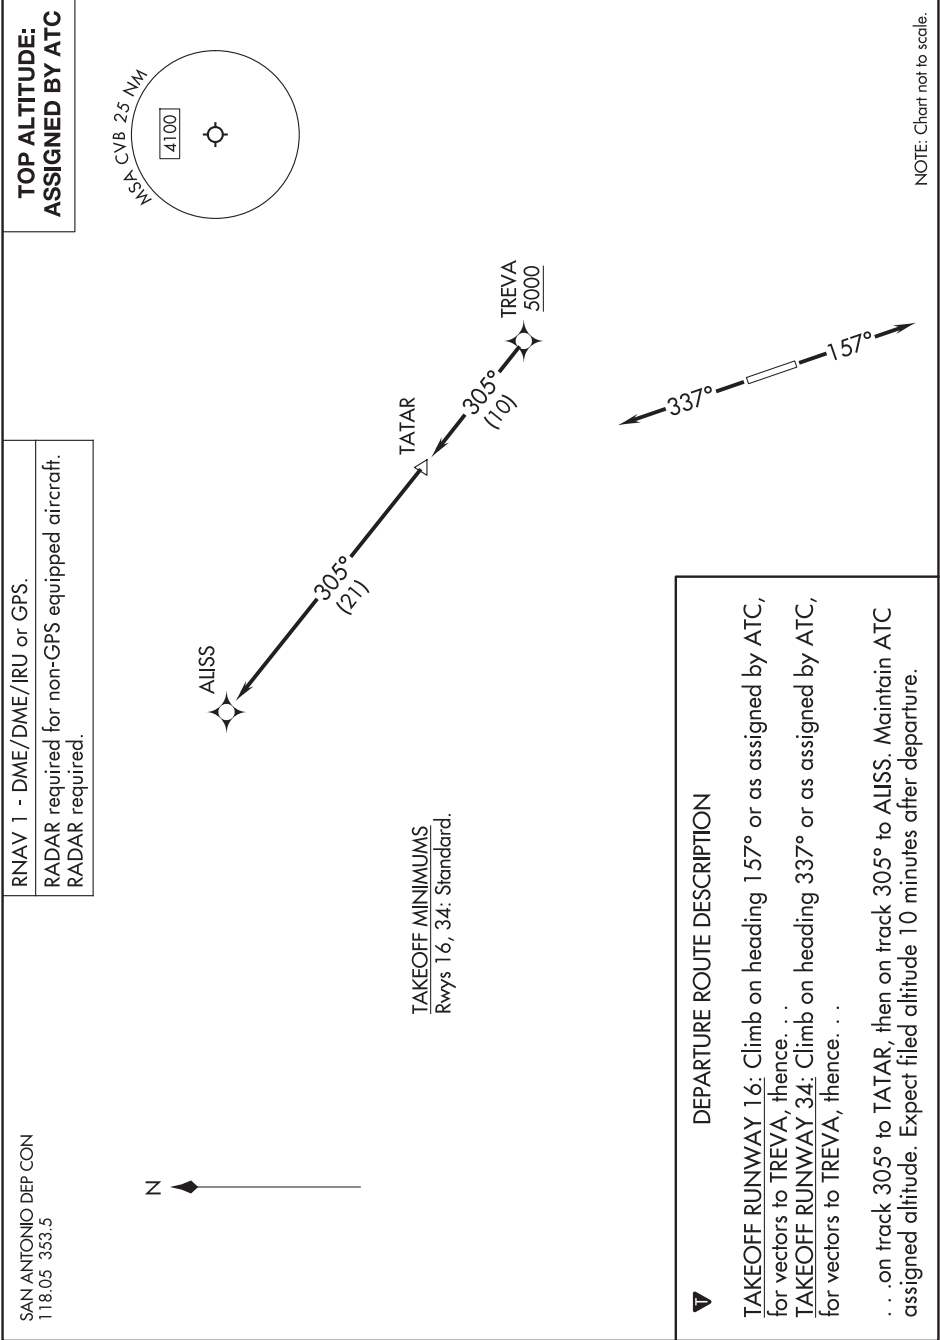 SAN ANTONIO DEP CON
118.05 353.5
RNAV 1 - DME/DME/IRU or GPS.
RADAR required for non-GPS equipped aircraft.
RADAR required.
TOP ALTITUDE:
ASSIGNED BY ATC
MSA CVB 25 NM
4100
N
ALISS
305°
(21)
TATAR
305°
(10)
TREVA
5000
TAKEOFF MINIMUMS
Rwys 16, 34: Standard.
337°
157°
DEPARTURE ROUTE DESCRIPTION
T
TAKEOFF RUNWAY 16: Climb on heading 157° or as assigned by ATC,
for vectors to TREVA, thence. . .
TAKEOFF RUNWAY 34: Climb on heading 337° or as assigned by ATC,
for vectors to TREVA, thence. . .
. . .on track 305° to TATAR, then on track 305° to ALISS. Maintain ATC
assigned altitude. Expect filed altitude 10 minutes after departure.
NOTE: Chart not to scale.